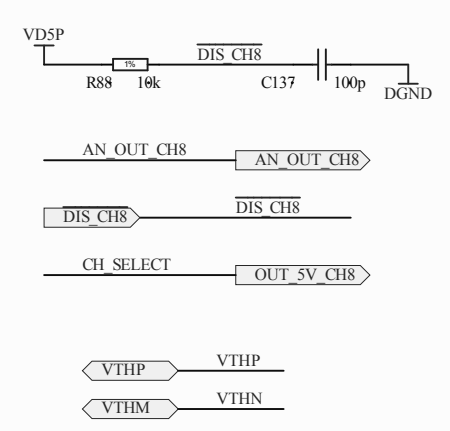 VD5P
DIS_CH8
1%
R88 10k C137 100p
DGND
AN_OUT_CH8 AN_OUT_CH8
DIS_CH8 DIS_CH8
CH_SELECT OUT_5V_CH8
VTHP VTHP
VTHM VTHN